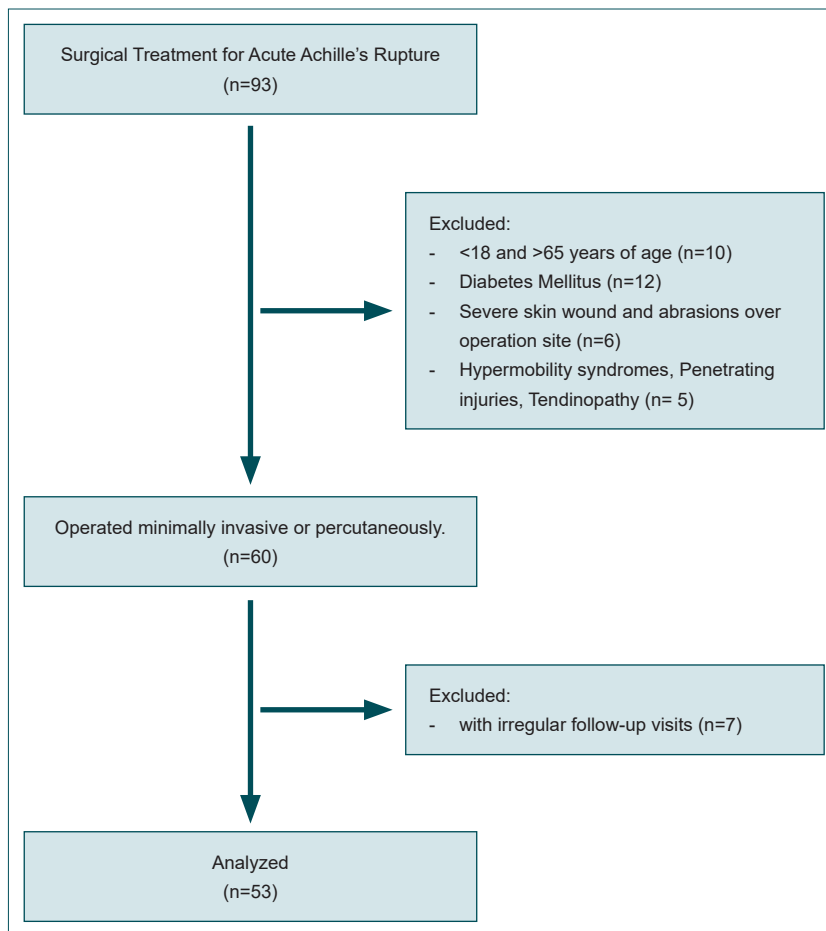 Surgical Treatment for Acute Achille's Rupture
(n=93)
Excluded:
- <18 and >65 years of age (n=10)
- Diabetes Mellitus (n=12)
- Severe skin wound and abrasions over
operation site (n=6)
- Hypermobility syndromes, Penetrating
injuries, Tendinopathy (n= 5)
Operated minimally invasive or percutaneously.
(n=60)
Excluded:
- with irregular follow-up visits (n=7)
Analyzed
(n=53)